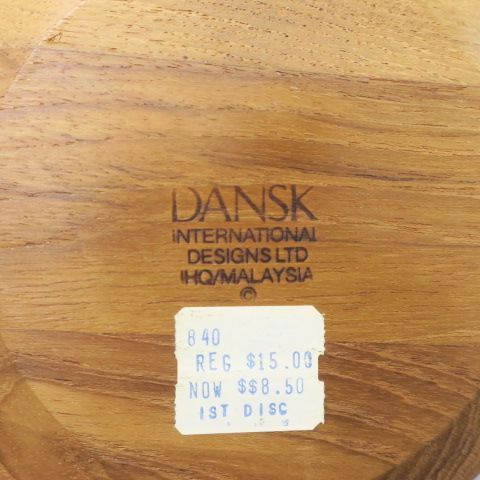 DANSK
INTERNATIONAL
DESIGNS LTD
IHQ/MALAYSIA
©
840
REG $15.00
NOW $$8.50
1ST DISC